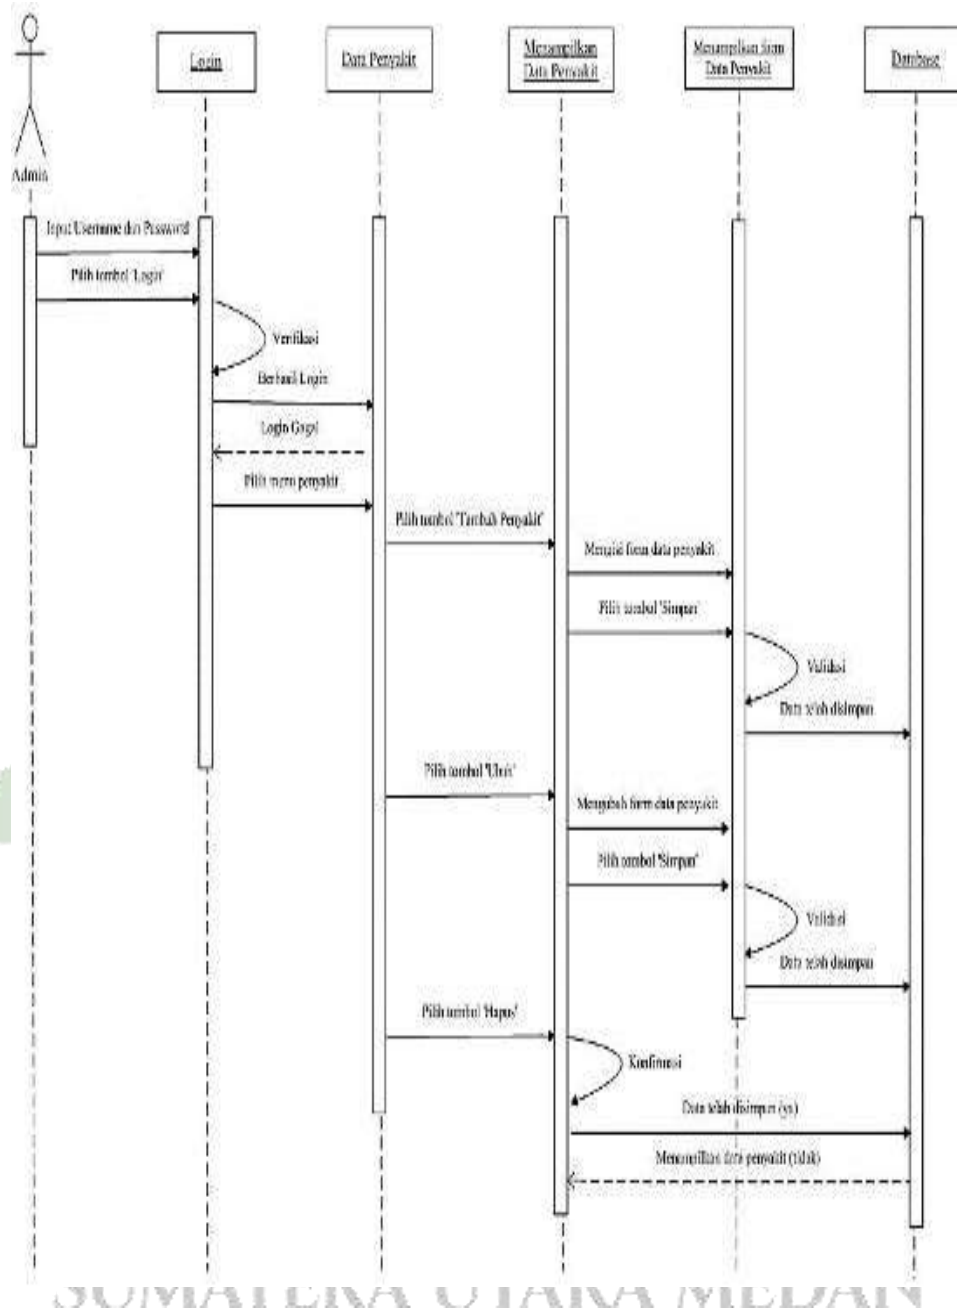 Login
Data Penyakit
Menampilkan
Data Penyakit
Menampilkan form
Data Penyakit
Database
Admin
Input Username dan Password
Pilih tombol 'Login'
Verifikasi
Berhasil Login
Login Gagal
Pilih menu penyakit
Pilih tombol 'Tambah Penyakit'
Mengisi form data penyakit
Pilih tombol 'Simpan'
Validasi
Data telah disimpan
Pilih tombol 'Ubah'
Mengubah form data penyakit
Pilih tombol 'Simpan'
Validasi
Data telah disimpan
Pilih tombol 'Hapus'
Konfirmasi
Data telah disimpan (ya)
Menampilkan data penyakit (tidak)
SUMATERA UTARA MEDAN